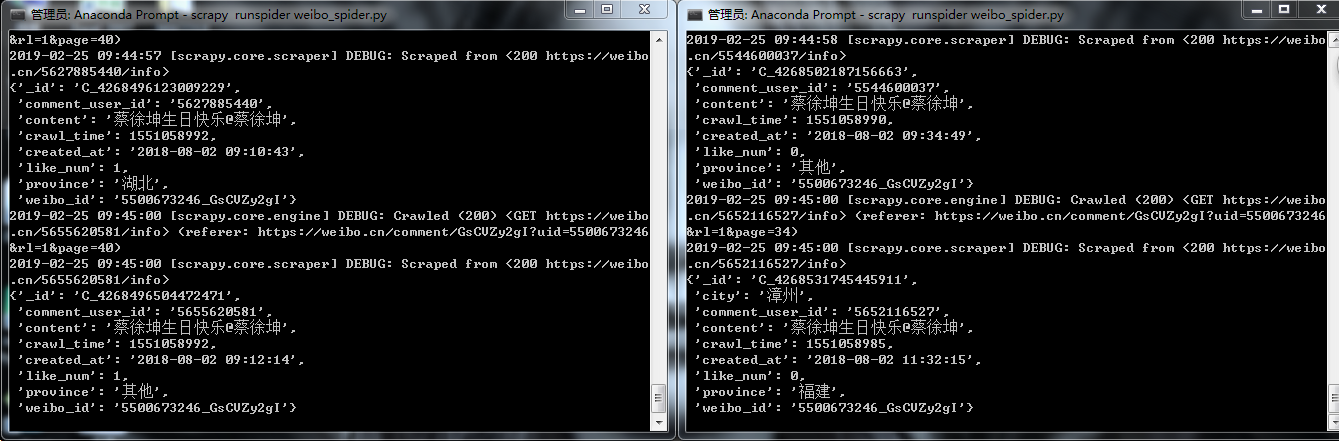 管理员: Anaconda Prompt - scrapy runspider weibo_spider.py
&rl=1&page=40)
2019-02-25 09:44:57 [scrapy.core.scraper] DEBUG: Scraped from <200 https://weibo
.cn/5627885440/info>
{'_id': 'C_4268496123009229',
'comment_user_id': '5627885440',
'content': '蔡徐坤生日快乐@蔡徐坤',
'crawl_time': 1551058992,
'created_at': '2018-08-02 09:10:43',
'like_num': 1,
'province': '湖北',
'weibo_id': '5500673246_GsCVZy2gI'}
2019-02-25 09:45:00 [scrapy.core.engine] DEBUG: Crawled (200) <GET https://weibo
.cn/5655620581/info> (referer: https://weibo.cn/comment/GsCVZy2gI?uid=5500673246
&rl=1&page=40)
2019-02-25 09:45:00 [scrapy.core.scraper] DEBUG: Scraped from <200 https://weibo
.cn/5655620581/info>
{'_id': 'C_4268496504472471',
'comment_user_id': '5655620581',
'content': '蔡徐坤生日快乐@蔡徐坤',
'crawl_time': 1551058992,
'created_at': '2018-08-02 09:12:14',
'like_num': 1,
'province': '其他',
'weibo_id': '5500673246_GsCVZy2gI'}
管理员: Anaconda Prompt - scrapy runspider weibo_spider.py
2019-02-25 09:44:58 [scrapy.core.scraper] DEBUG: Scraped from <200 https://weibo
.cn/5544600037/info>
{'_id': 'C_4268502187156663',
'comment_user_id': '5544600037',
'content': '蔡徐坤生日快乐@蔡徐坤',
'crawl_time': 1551058990,
'created_at': '2018-08-02 09:34:49',
'like_num': 0,
'province': '其他',
'weibo_id': '5500673246_GsCVZy2gI'}
2019-02-25 09:45:00 [scrapy.core.engine] DEBUG: Crawled (200) <GET https://weibo
.cn/5652116527/info> (referer: https://weibo.cn/comment/GsCVZy2gI?uid=5500673246
&rl=1&page=34)
2019-02-25 09:45:00 [scrapy.core.scraper] DEBUG: Scraped from <200 https://weibo
.cn/5652116527/info>
{'_id': 'C_4268531745445911',
'city': '漳州',
'comment_user_id': '5652116527',
'content': '蔡徐坤生日快乐@蔡徐坤',
'crawl_time': 1551058985,
'created_at': '2018-08-02 11:32:15',
'like_num': 0,
'province': '福建',
'weibo_id': '5500673246_GsCVZy2gI'}